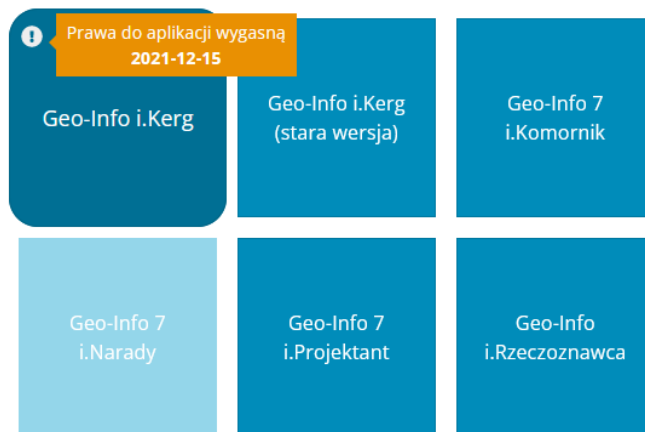 Prawa do aplikacji wygasną
2021-12-15
Geo-Info i.Kerg
Geo-Info i.Kerg
(stara wersja)
Geo-Info 7
i.Komornik
Geo-Info 7
i.Narady
Geo-Info 7
i.Projektant
Geo-Info
i.Rzeczoznawca